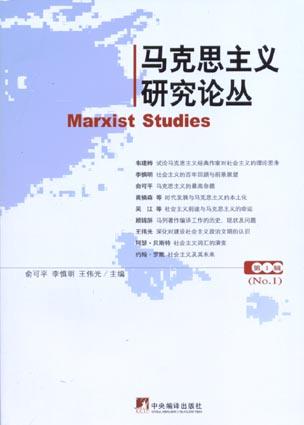 马克思主义
研究论丛
Marxist Studies
韦建桦 试论马克思主义经典作家对社会主义的理论思考
李慎明 社会主义的百年回顾与前景展望
俞可平 马克思主义的最高命题
黄楠森 等 时代发展与马克思主义的本土化
吴江 等 社会主义前途与马克思主义的命运
顾锦屏 马列著作编译工作的历史、现状及问题
王伟光 深化对建设社会主义政治文明的认识
阿瑟·贝斯特 社会主义词汇的演变
约翰·罗默 社会主义及其未来
俞可平 李慎明 王伟光／主编
第1辑
(No.1)
中央编译出版社